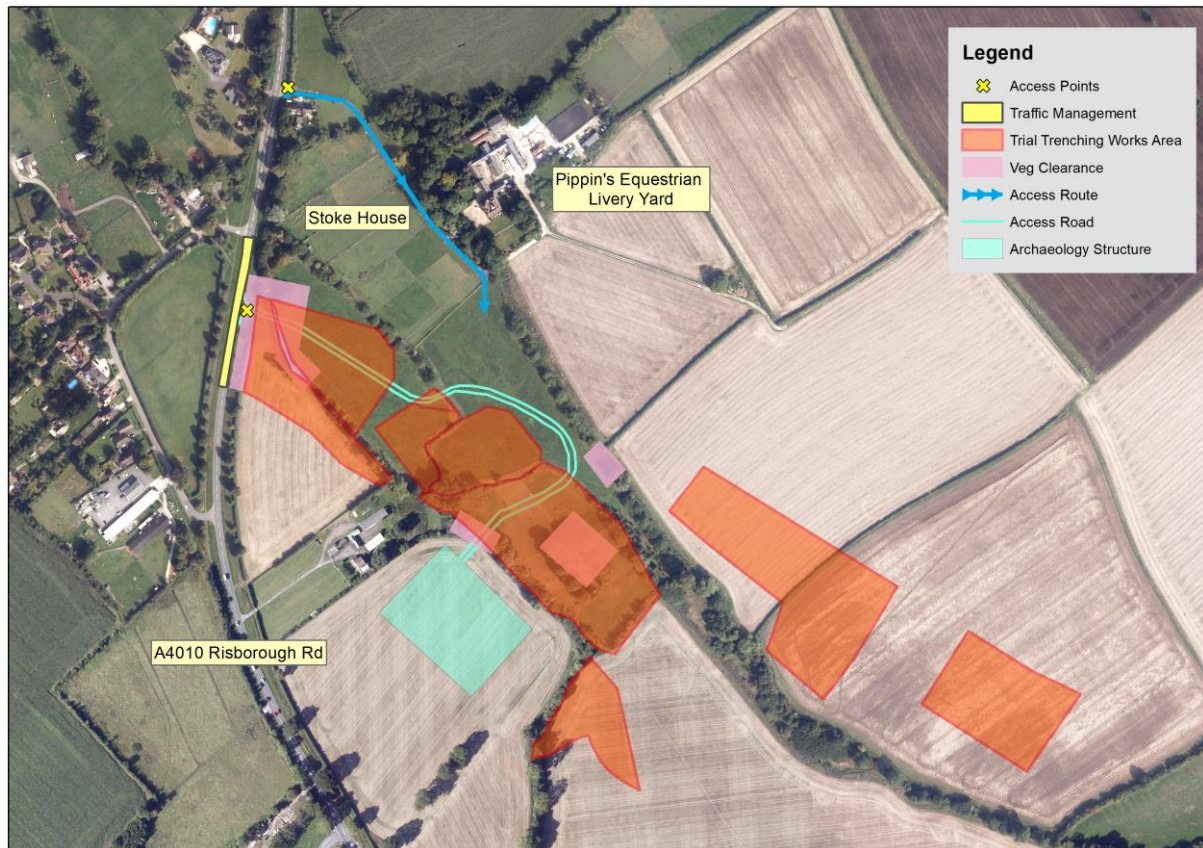 Legend
Access Points
Traffic Management
Trial Trenching Works Area
Veg Clearance
Access Route
Access Road
Archaeology Structure
Pippin's Equestrian
Livery Yard
Stoke House
A4010 Risborough Rd